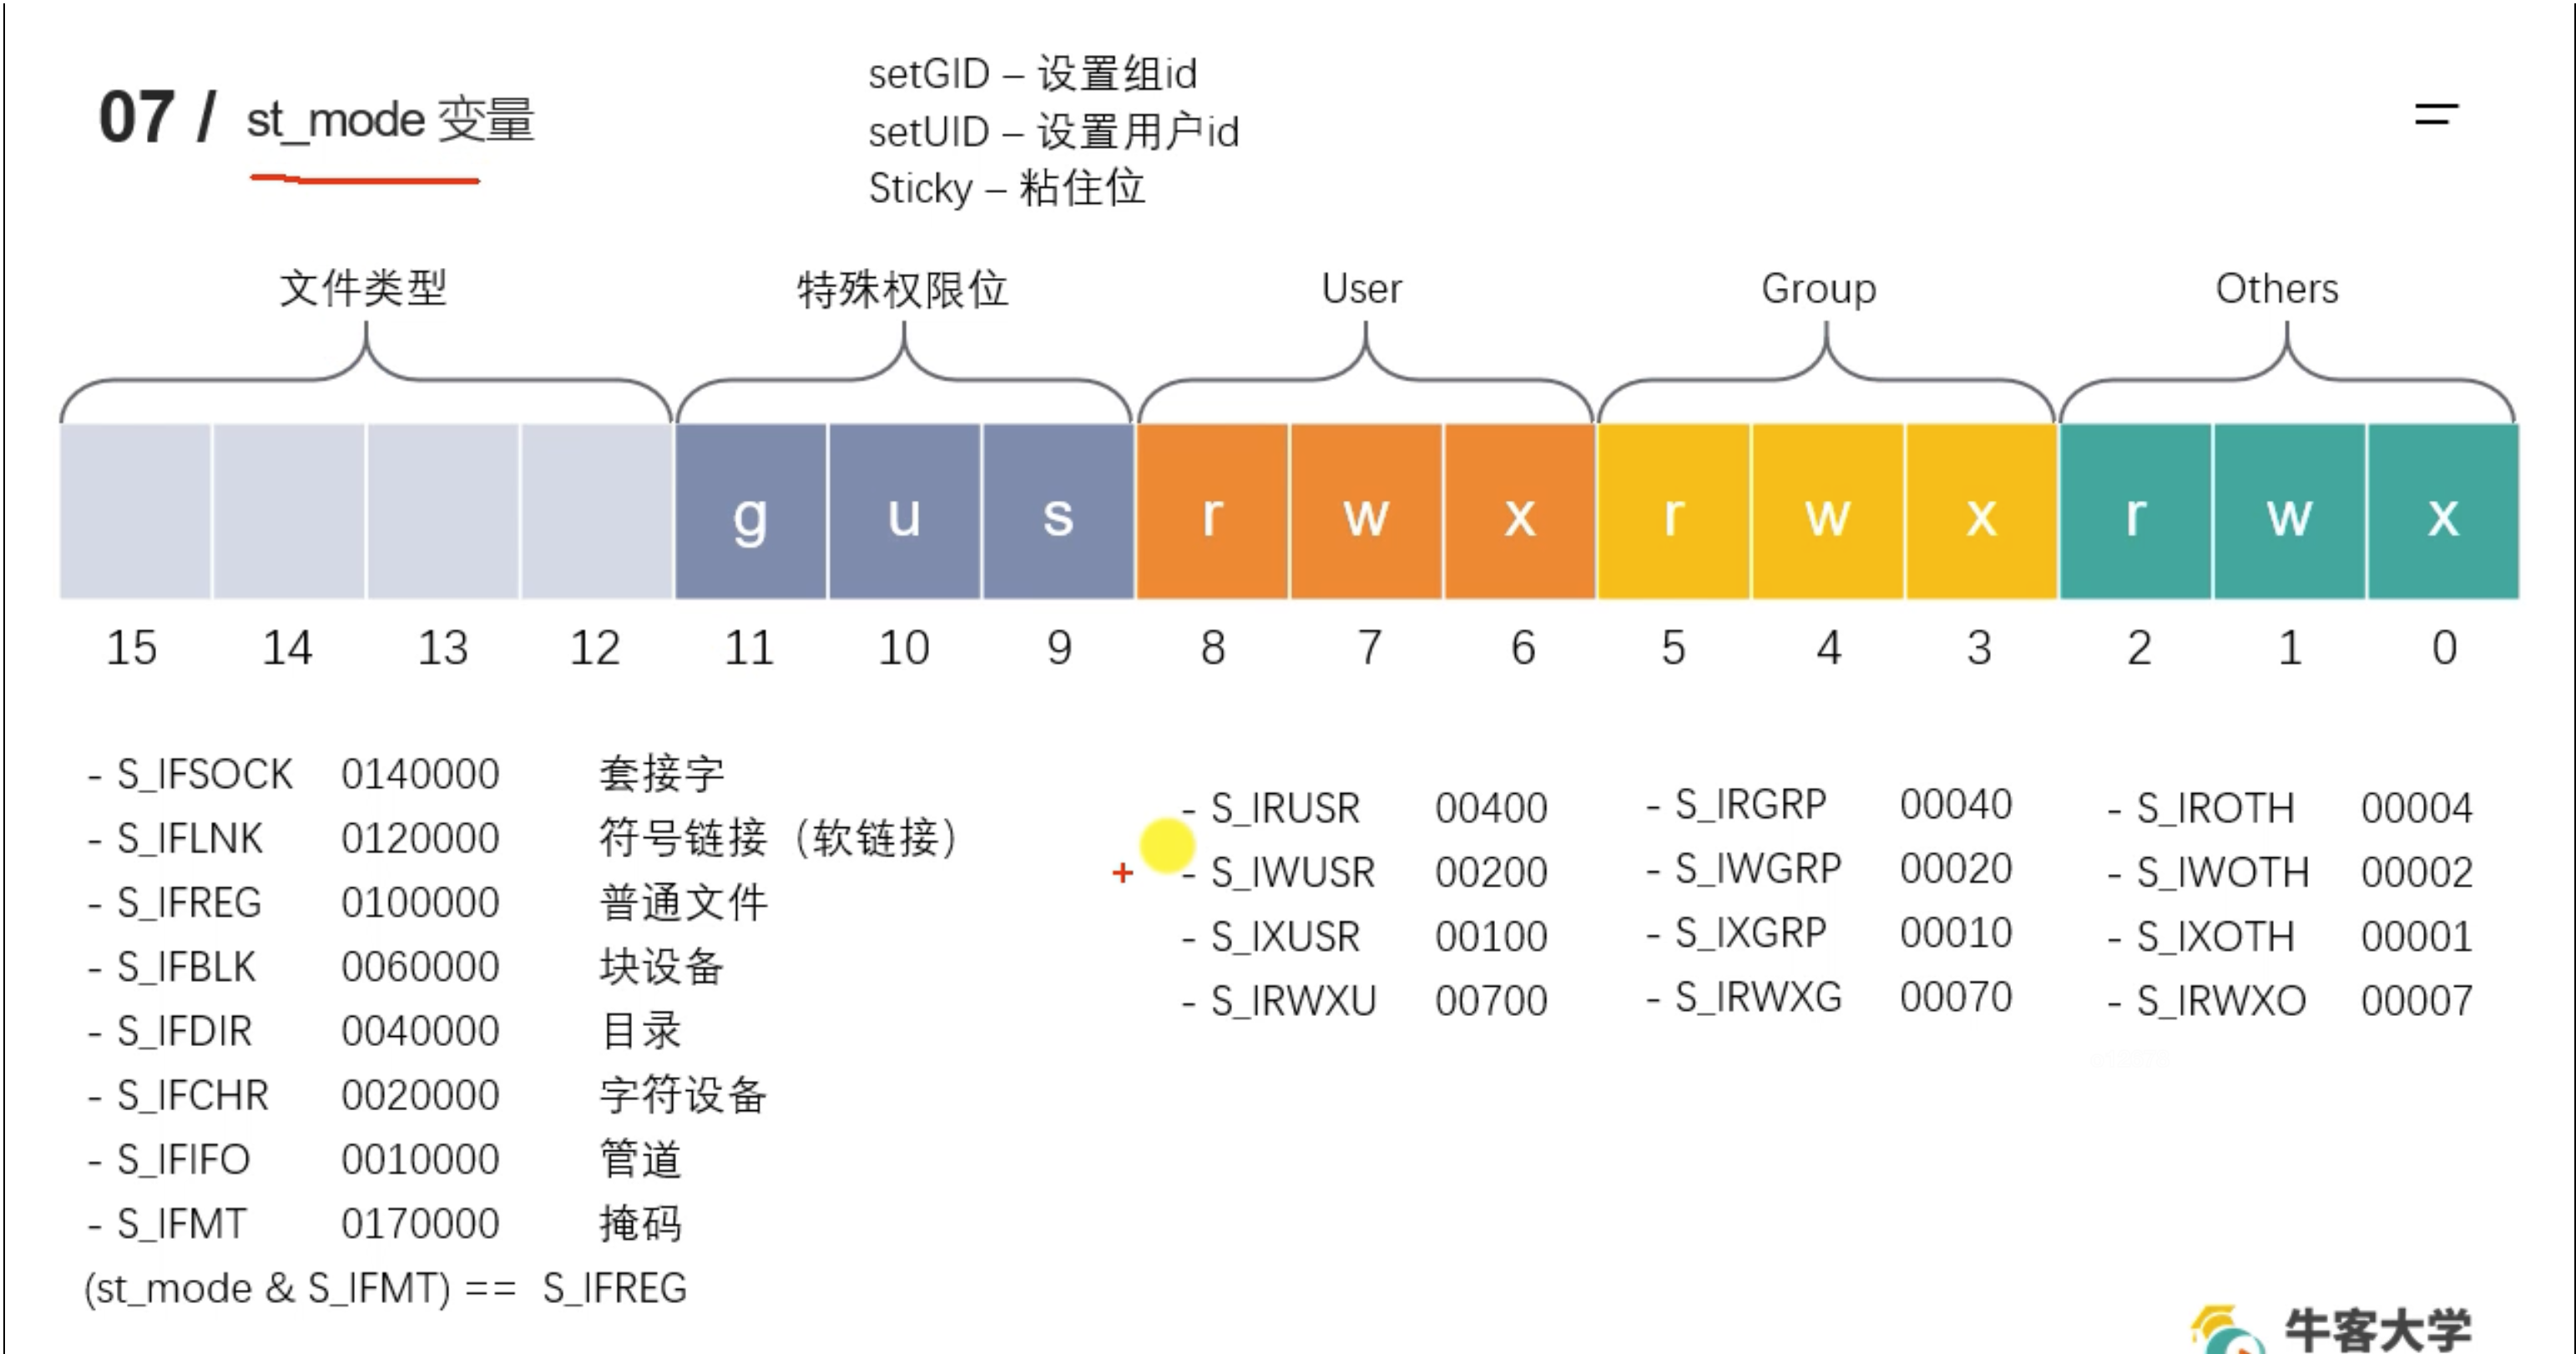 07 / st_mode 变量
setGID – 设置组id
setUID – 设置用户id
Sticky – 粘住位
文件类型 特殊权限位 User Group Others
g u s r w x r w x r w x
15 14 13 12 11 10 9 8 7 6 5 4 3 2 1 0
- S_IFSOCK 0140000 套接字
- S_IFLNK 0120000 符号链接（软链接）
- S_IFREG 0100000 普通文件
- S_IFBLK 0060000 块设备
- S_IFDIR 0040000 目录
- S_IFCHR 0020000 字符设备
- S_IFIFO 0010000 管道
- S_IFMT 0170000 掩码
(st_mode & S_IFMT) == S_IFREG
- S_IRUSR 00400
- S_IWUSR 00200
- S_IXUSR 00100
- S_IRWXU 00700
- S_IRGRP 00040
- S_IWGRP 00020
- S_IXGRP 00010
- S_IRWXG 00070
- S_IROTH 00004
- S_IWOTH 00002
- S_IXOTH 00001
- S_IRWXO 00007
牛客大学